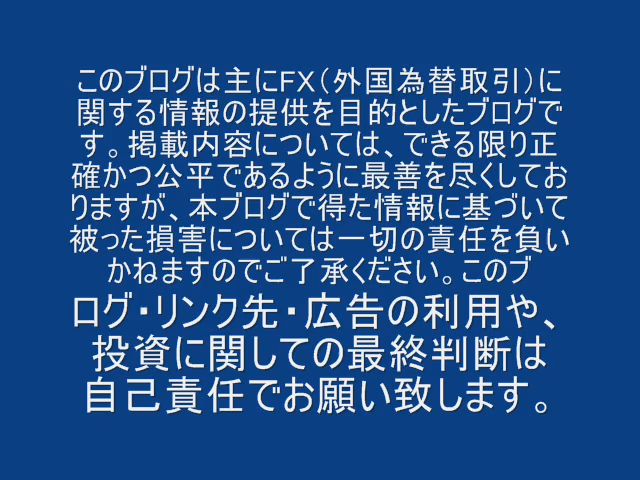 このブログは主にFX(外国為替取引)に
関する情報の提供を目的としたブログで
す。掲載内容については、できる限り正
確かつ公平であるように最善を尽くしてお
りますが、本ブログで得た情報に基づいて
被った損害については一切の責任を負い
かねますのでご了承ください。このブ
ログ・リンク先・広告の利用や、
投資に関しての最終判断は
自己責任でお願い致します。